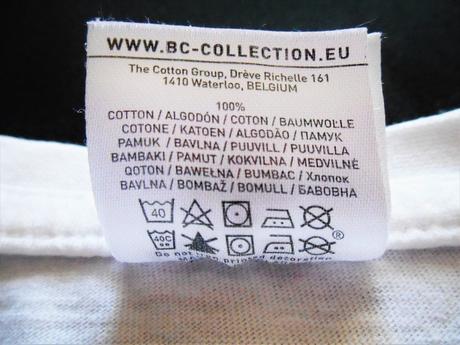 WWW.BC-COLLECTION.EU
The Cotton Group, Drève Richelle 161
1410 Waterloo, BELGIUM
100%
COTTON / ALGODÓN / COTON / BAUMWOLLE
COTONE / KATOEN / ALGODÃO / ПАМУК
PAMUK / BAVLNA / PUUVILL / PUUVILLA
BAMBAKI / PAMUT / KOKVILNA / MEDVILNĖ
QOTON / BAWEŁNA / BUMBAC / Хлопок
BAVLNA / BOMBAŽ / BOMULL / БАВОВНА
40
40C ®
Do not iron printed area